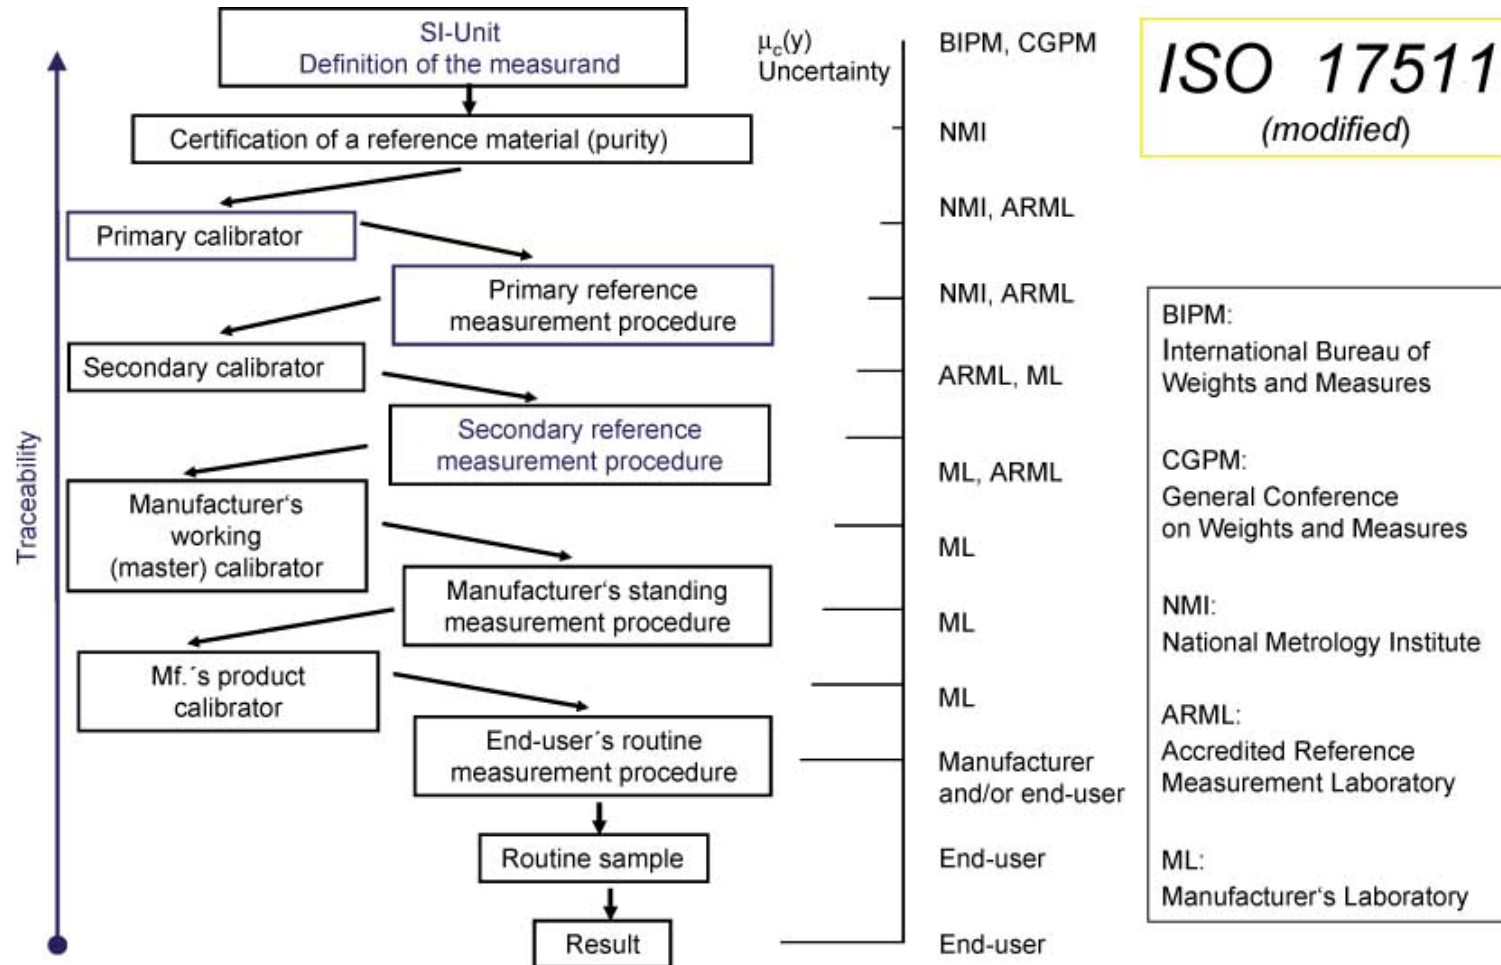 SI-Unit
Definition of the measurand
Certification of a reference material (purity)
Primary calibrator
Primary reference
measurement procedure
Secondary calibrator
Secondary reference
measurement procedure
Manufacturer‘s
working
(master) calibrator
Manufacturer‘s standing
measurement procedure
Mf.´s product
calibrator
End-user´s routine
measurement procedure
Routine sample
Result
Traceability
μc(y)
Uncertainty
BIPM, CGPM
NMI
NMI, ARML
NMI, ARML
ARML, ML
ML, ARML
ML
ML
ML
Manufacturer
and/or end-user
End-user
End-user
ISO 17511
(modified)
BIPM:
International Bureau of
Weights and Measures
CGPM:
General Conference
on Weights and Measures
NMI:
National Metrology Institute
ARML:
Accredited Reference
Measurement Laboratory
ML:
Manufacturer‘s Laboratory